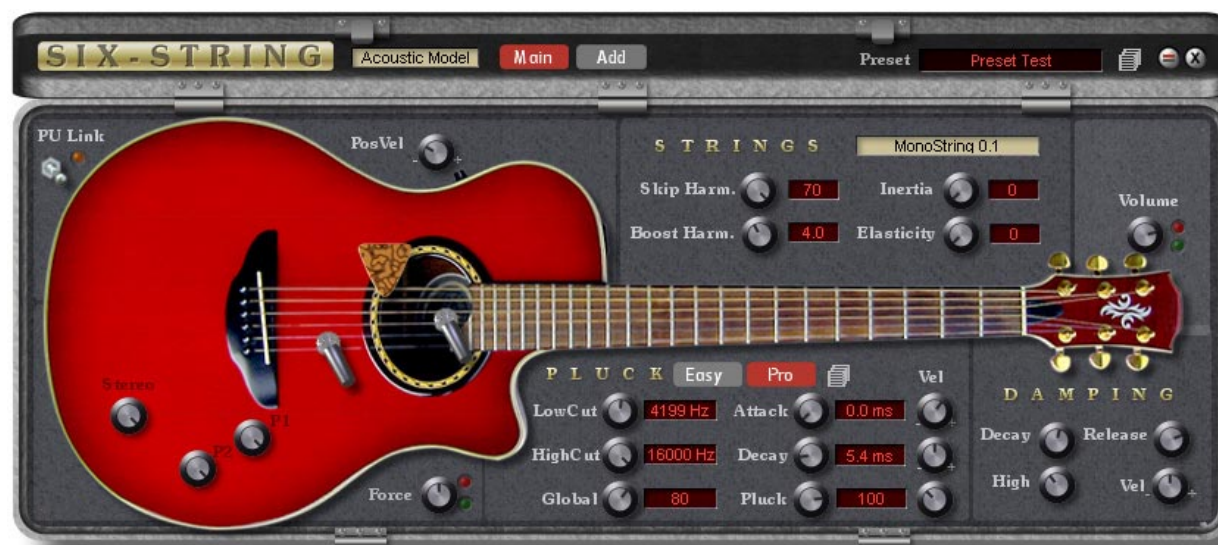 SIX-STRING Acoustic Model Main Add Preset Preset Test X
PU Link
PosVel
- +
STRINGS MonoString 0.1
Skip Harm. 70 Inertia 0
Boost Harm. 4.0 Elasticity 0
Volume
PLUCK Easy Pro Vel
DAMPING
Stereo
P1
P2
LowCut 4199 Hz Attack 0.0 ms - +
HighCut 16000 Hz Decay 5.4 ms - +
Global 80 Pluck 100
Force
Decay Release
High Vel - +